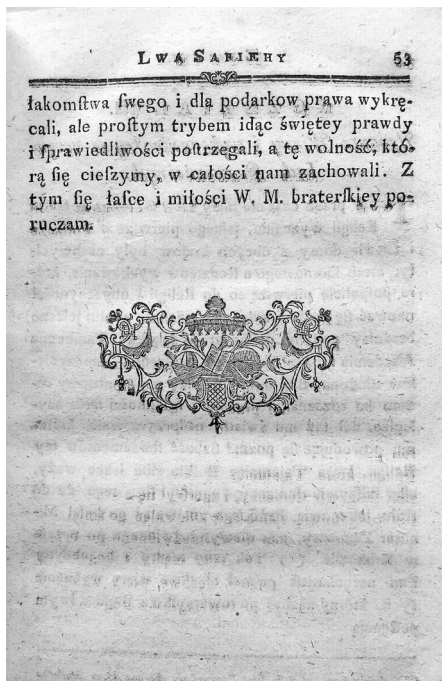 LWA SAPIEHY 53
łakomſtwa ſwego i dla podarkow prawa wykrę-
cali, ale proſtym trybem idąc świętey prawdy
i ſprawiedliwości poſtrzegali, a tę wolność, któ-
rą się cieſzymy, w całości nam zachowali. Z
tym się łaſce i miłości W. M. braterſkiey po-
ruczam.